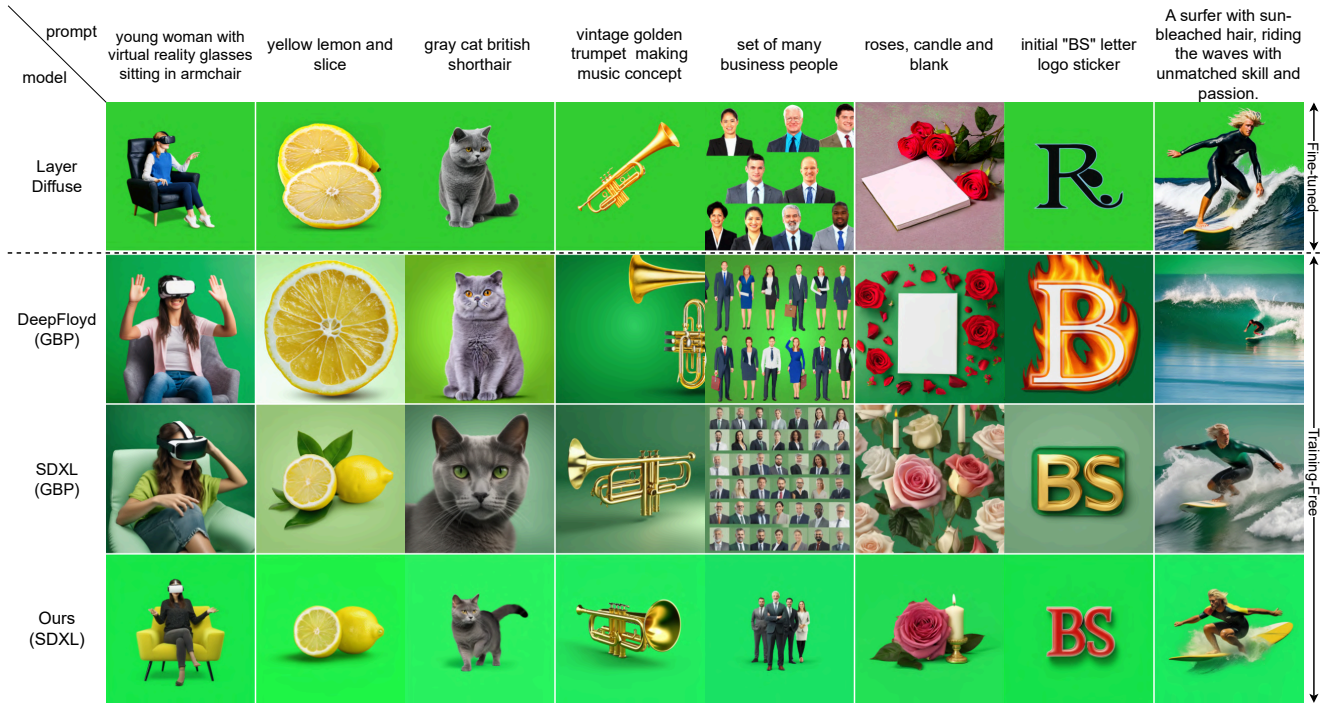 prompt
model
young woman with
virtual reality glasses
sitting in armchair
yellow lemon and
slice
gray cat british
shorthair
vintage golden
trumpet making
music concept
set of many
business people
roses, candle and
blank
initial "BS" letter
logo sticker
A surfer with sun-
bleached hair, riding
the waves with
unmatched skill and
passion.
Layer
Diffuse
R
Fine-tuned
DeepFloyd
(GBP)
B
SDXL
(GBP)
BS
Training-Free
Ours
(SDXL)
BS